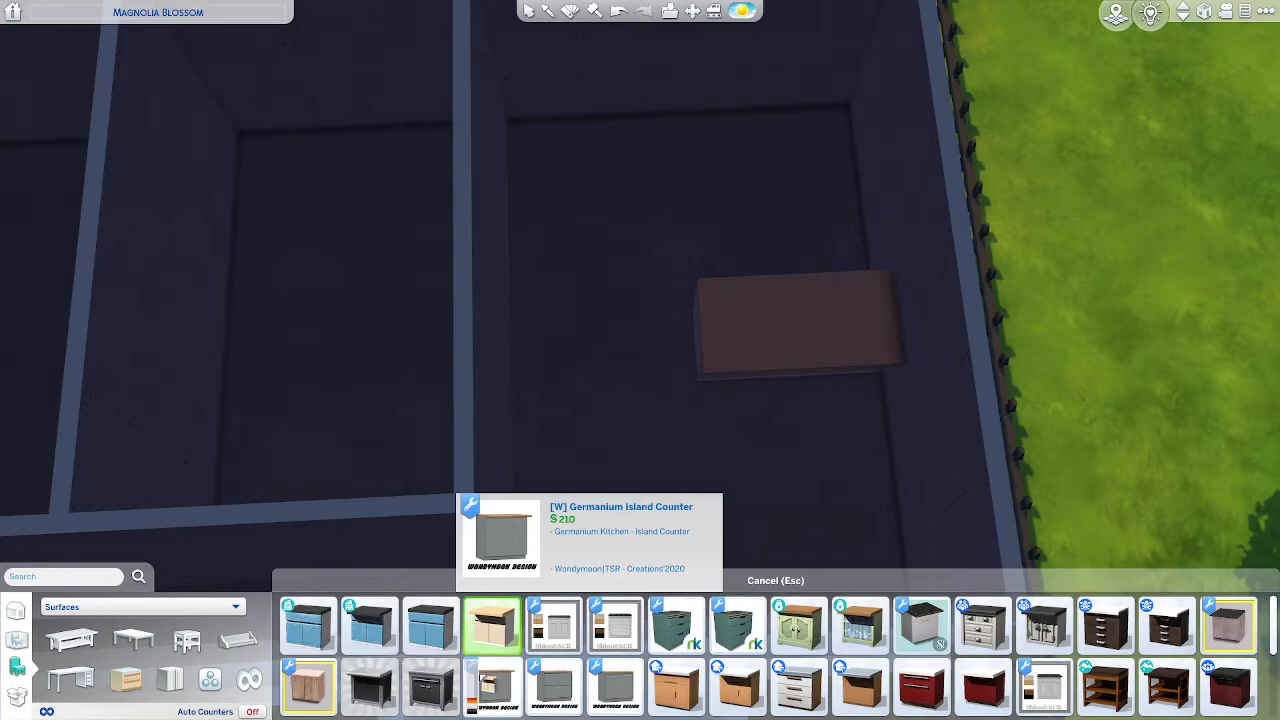 Magnolia Blossom
[W] Germanium Island Counter
§210
- Germanium Kitchen - Island Counter
WONDYMOON DESIGN
- Wondymoon|TSR - Creations'2020
Search
Cancel (Esc)
Surfaces
Auto Counters Off